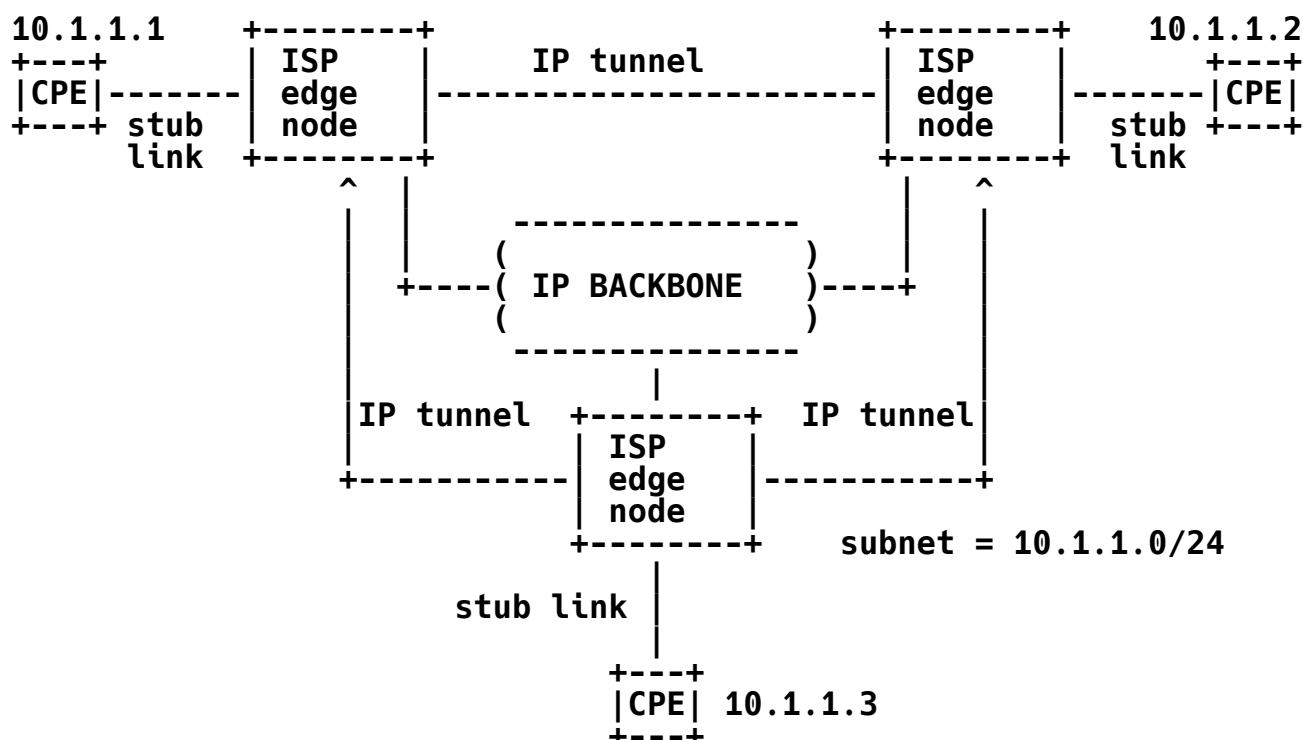 10.1.1.1     +--------+                       +--------+    10.1.1.2
+---+        | ISP    |     IP tunnel         | ISP    |       +---+
|CPE|-------| edge   |-----------------------| edge   |-------|CPE|
+---+ stub   | node   |                       | node   |  stub +---+
      link  +--------+                       +--------+  link
                 ^  |                         |   ^
                 |  |     ---------------     |   |
                 |  |    (               )    |   |
                 |  +----( IP BACKBONE   )----+   |
                 |       (               )        |
                 |        ---------------         |
                 |               |                |
                 |IP tunnel  +--------+  IP tunnel|
                 |           | ISP    |           |
                 +-----------| edge   |-----------+
                             | node   |
                             +--------+    subnet = 10.1.1.0/24
                                 |
                       stub link |
                                 |
                               +---+
                               |CPE| 10.1.1.3
                               +---+